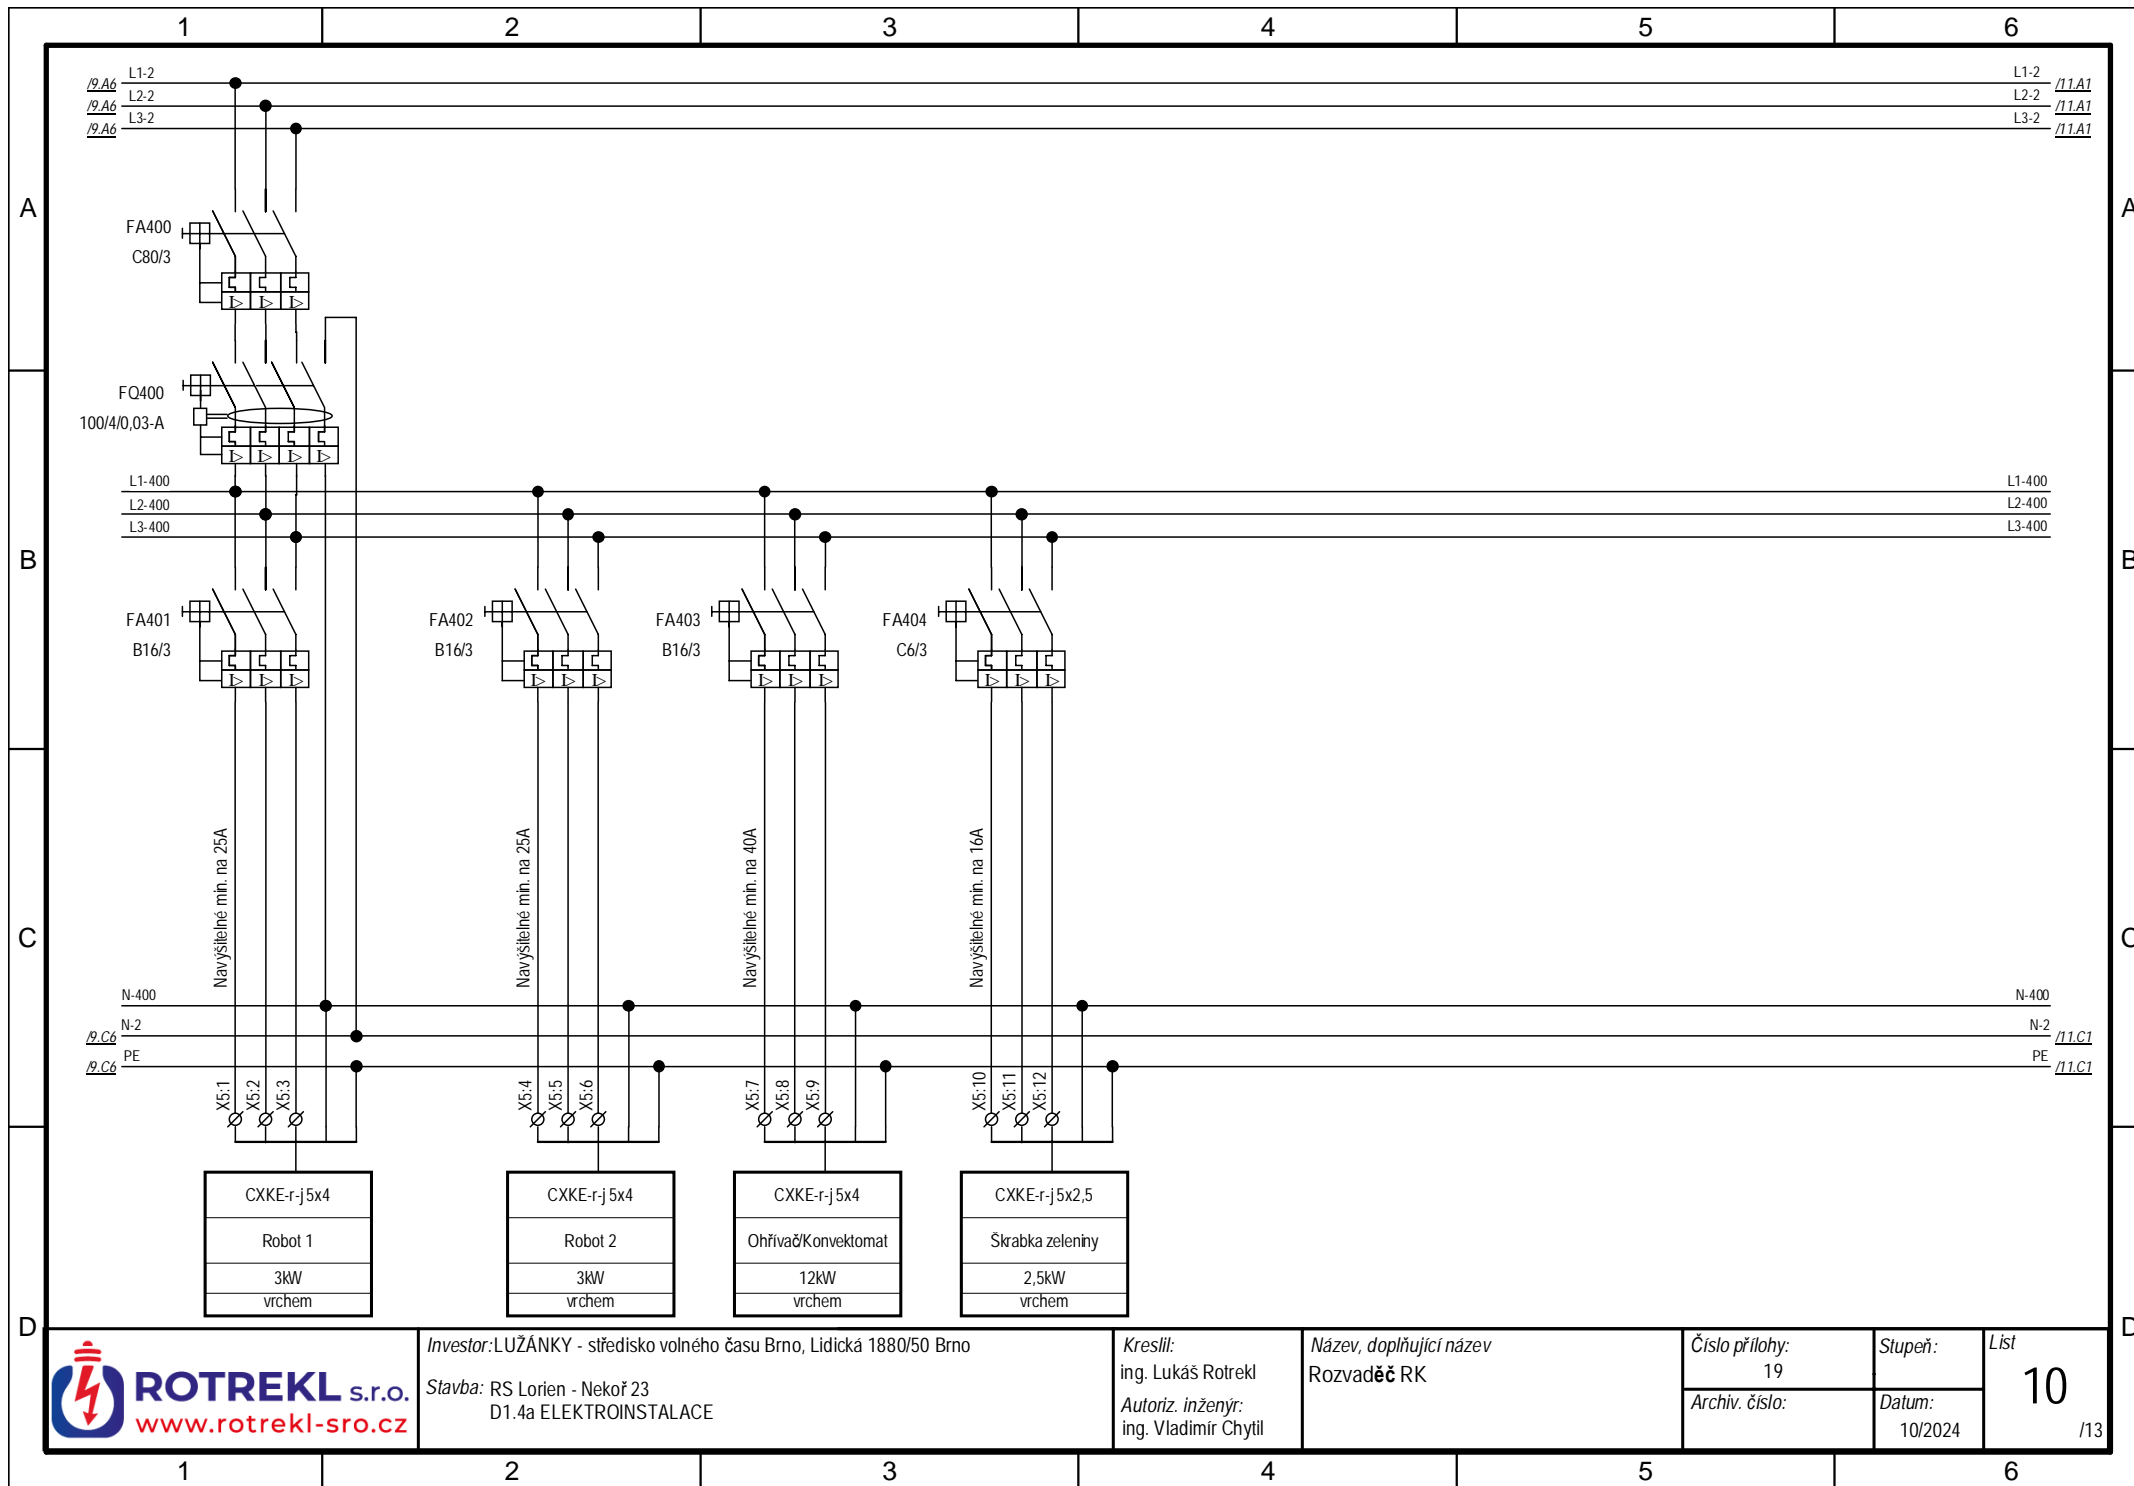 1 2 3 4 5 6
/9.A6 L1-2 L1-2 /11.A1
/9.A6 L2-2 L2-2 /11.A1
/9.A6 L3-2 L3-2 /11.A1
A A
FA400
C80/3
I> I> I>
FQ400
100/4/0,03-A
I> I> I> I>
L1-400 L1-400
L2-400 L2-400
L3-400 L3-400
B B
FA401 FA402 FA403 FA404
B16/3 B16/3 B16/3 C6/3
I> I> I> I> I> I> I> I> I> I> I> I>
Navýšitelné min. na 25A
Navýšitelné min. na 25A
Navýšitelné min. na 40A
Navýšitelné min. na 16A
C C
N-400 N-400
/9.C6 N-2 N-2 /11.C1
/9.C6 PE PE /11.C1
X5:1 X5:2 X5:3 X5:4 X5:5 X5:6 X5:7 X5:8 X5:9 X5:10 X5:11 X5:12
CXKE-r-j 5x4 CXKE-r-j 5x4 CXKE-r-j 5x4 CXKE-r-j 5x2,5
Robot 1 Robot 2 Ohřívač/Konvektomat Škrabka zeleniny
3kW 3kW 12kW 2,5kW
vrchem vrchem vrchem vrchem
D D
ROTREKL s.r.o.
www.rotrekl-sro.cz
Investor: LUŽÁNKY - středisko volného času Brno, Lidická 1880/50 Brno
Stavba: RS Lorien - Nekoř 23
D1.4a ELEKTROINSTALACE
Kreslil:
ing. Lukáš Rotrekl
Autoriz. inženýr:
ing. Vladimír Chytil
Název, doplňující název
Rozvaděč RK
Číslo přílohy:
19
Archiv. číslo:
Stupeň:
Datum:
10/2024
List
10
/13
1 2 3 4 5 6